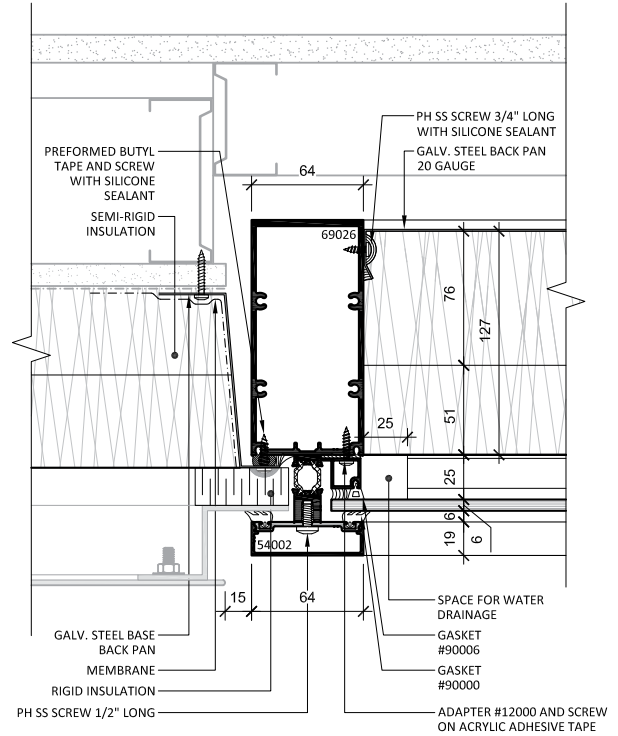 PH SS SCREW 3/4" LONG
WITH SILICONE SEALANT
GALV. STEEL BACK PAN
20 GAUGE
PREFORMED BUTYL
TAPE AND SCREW
WITH SILICONE
SEALANT
SEMI-RIGID
INSULATION
64
69026
76
127
51
25
25
6
19
6
54002
15
64
GALV. STEEL BASE
BACK PAN
MEMBRANE
RIGID INSULATION
PH SS SCREW 1/2" LONG
SPACE FOR WATER
DRAINAGE
GASKET
#90006
GASKET
#90000
ADAPTER #12000 AND SCREW
ON ACRYLIC ADHESIVE TAPE